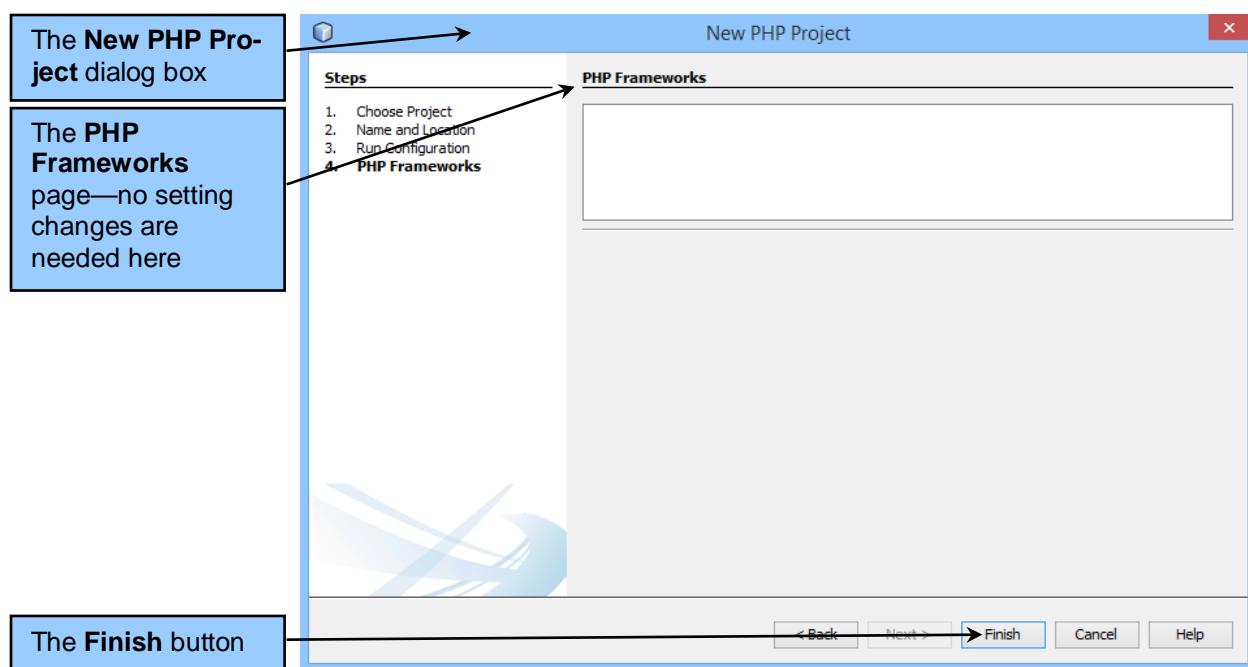 The New PHP Pro-
ject dialog box
The PHP
Frameworks
page—no setting
changes are
needed here
The Finish button
New PHP Project
Steps
1. Choose Project
2. Name and Location
3. Run Configuration
4. PHP Frameworks
PHP Frameworks
< Back Next > Finish Cancel Help